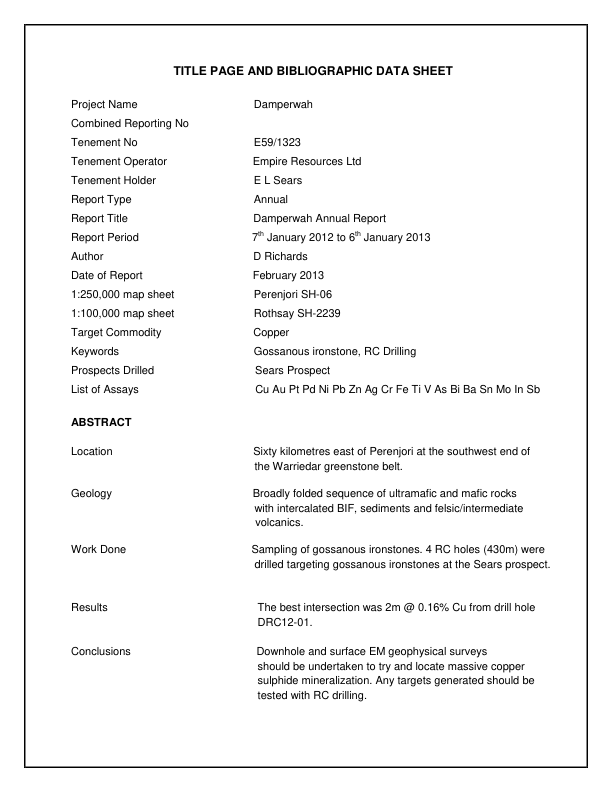 TITLE PAGE AND BIBLIOGRAPHIC DATA SHEET
Project Name Damperwah
Combined Reporting No
Tenement No E59/1323
Tenement Operator Empire Resources Ltd
Tenement Holder E L Sears
Report Type Annual
Report Title Damperwah Annual Report
Report Period 7th January 2012 to 6th January 2013
Author D Richards
Date of Report February 2013
1:250,000 map sheet Perenjori SH-06
1:100,000 map sheet Rothsay SH-2239
Target Commodity Copper
Keywords Gossanous ironstone, RC Drilling
Prospects Drilled Sears Prospect
List of Assays Cu Au Pt Pd Ni Pb Zn Ag Cr Fe Ti V As Bi Ba Sn Mo In Sb
ABSTRACT
Location Sixty kilometres east of Perenjori at the southwest end of
the Warriedar greenstone belt.
Geology Broadly folded sequence of ultramafic and mafic rocks
with intercalated BIF, sediments and felsic/intermediate
volcanics.
Work Done Sampling of gossanous ironstones. 4 RC holes (430m) were
drilled targeting gossanous ironstones at the Sears prospect.
Results The best intersection was 2m @ 0.16% Cu from drill hole
DRC12-01.
Conclusions Downhole and surface EM geophysical surveys
should be undertaken to try and locate massive copper
sulphide mineralization. Any targets generated should be
tested with RC drilling.